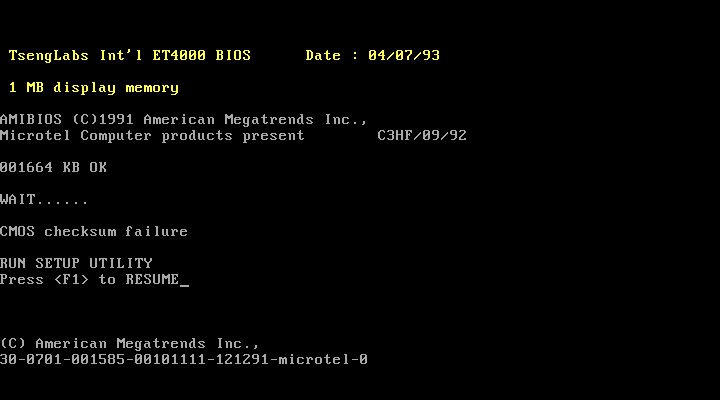 TsengLabs Int'l ET4000 BIOS Date : 04/07/93
1 MB display memory
AMIBIOS (C)1991 American Megatrends Inc.,
Microtel Computer products present C3HF/09/92
001664 KB OK
WAIT......
CMOS checksum failure
RUN SETUP UTILITY
Press <F1> to RESUME_
(C) American Megatrends Inc.,
30-0701-001585-00101111-121291-microtel-0